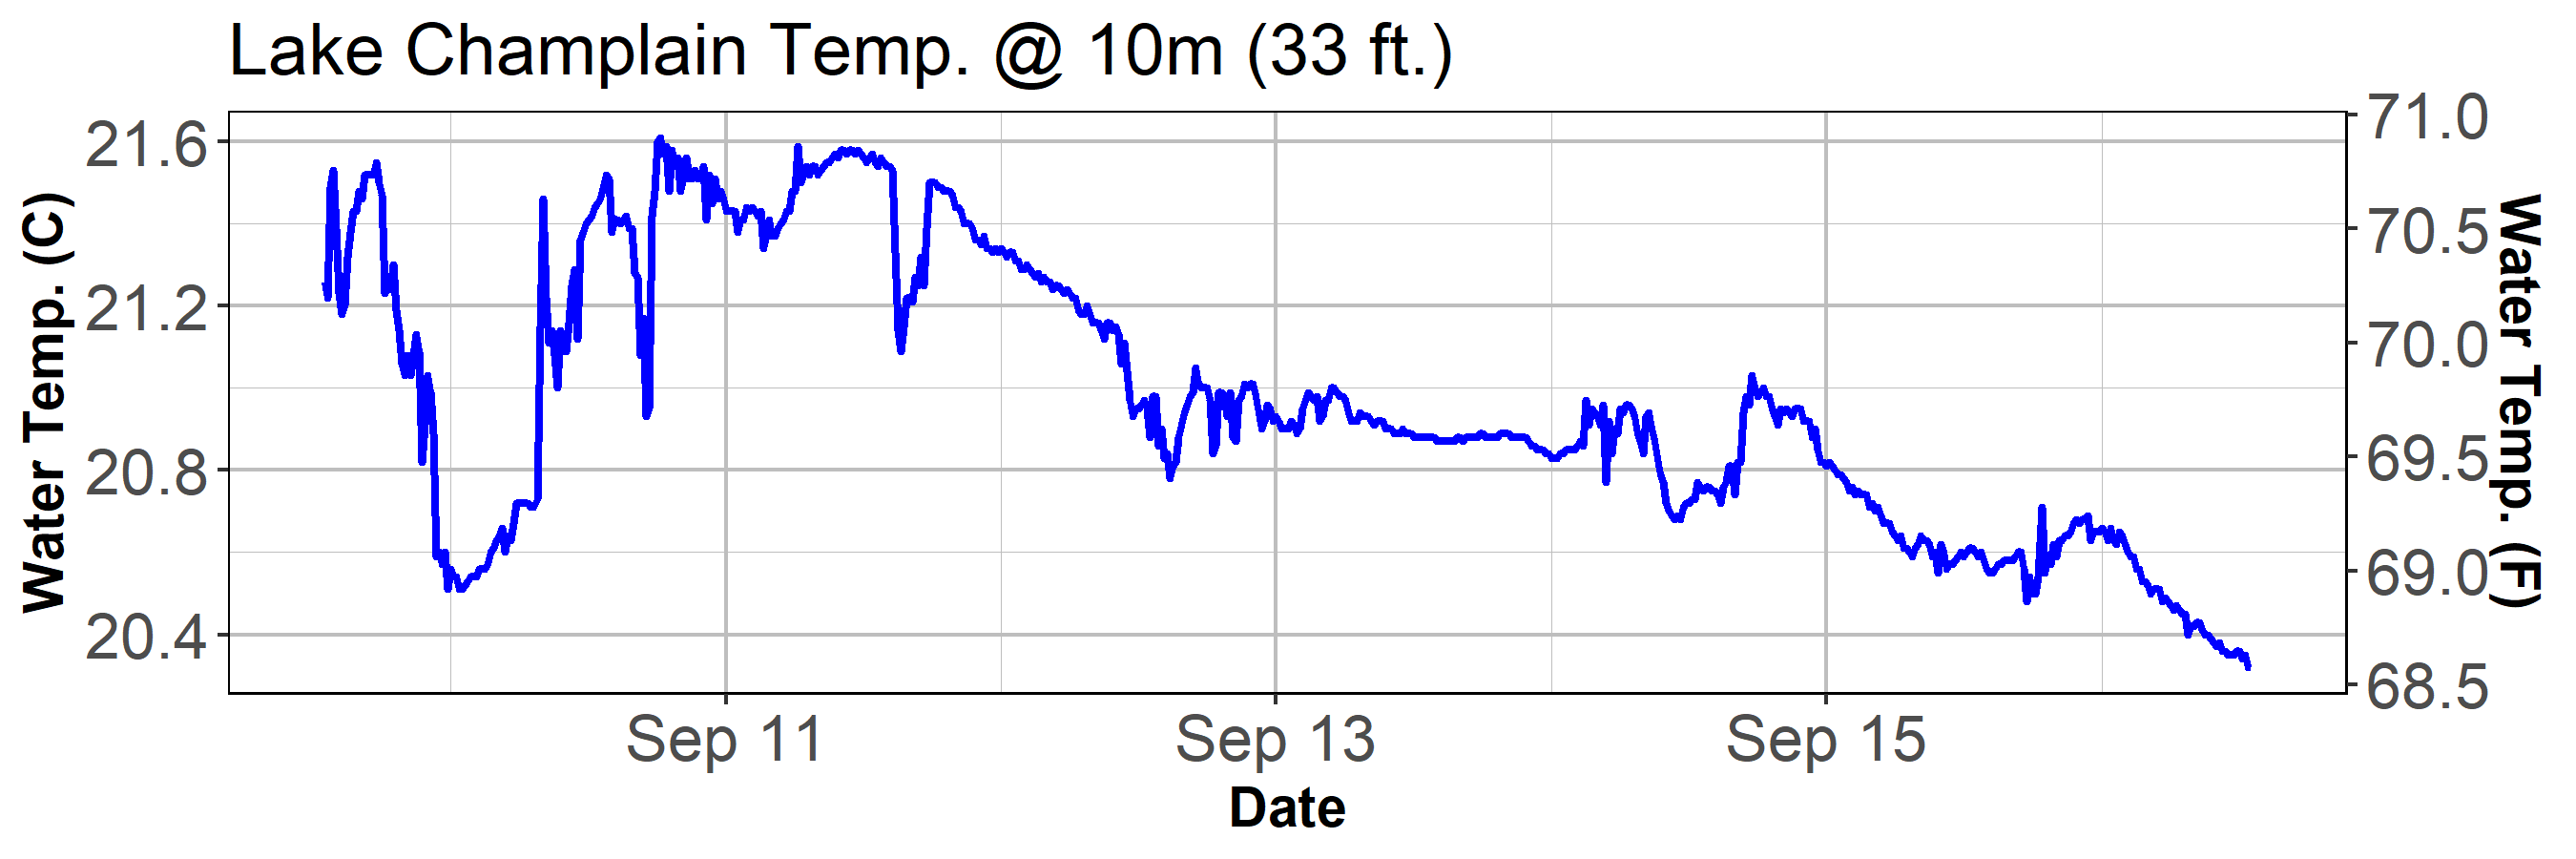 Lake Champlain Temp. @ 10m (33 ft.)
Water Temp. (C)
21.6
21.2
20.8
20.4
71.0
70.5
70.0
69.5
69.0
68.5
Water Temp. (F)
Sep 11
Sep 13
Sep 15
Date